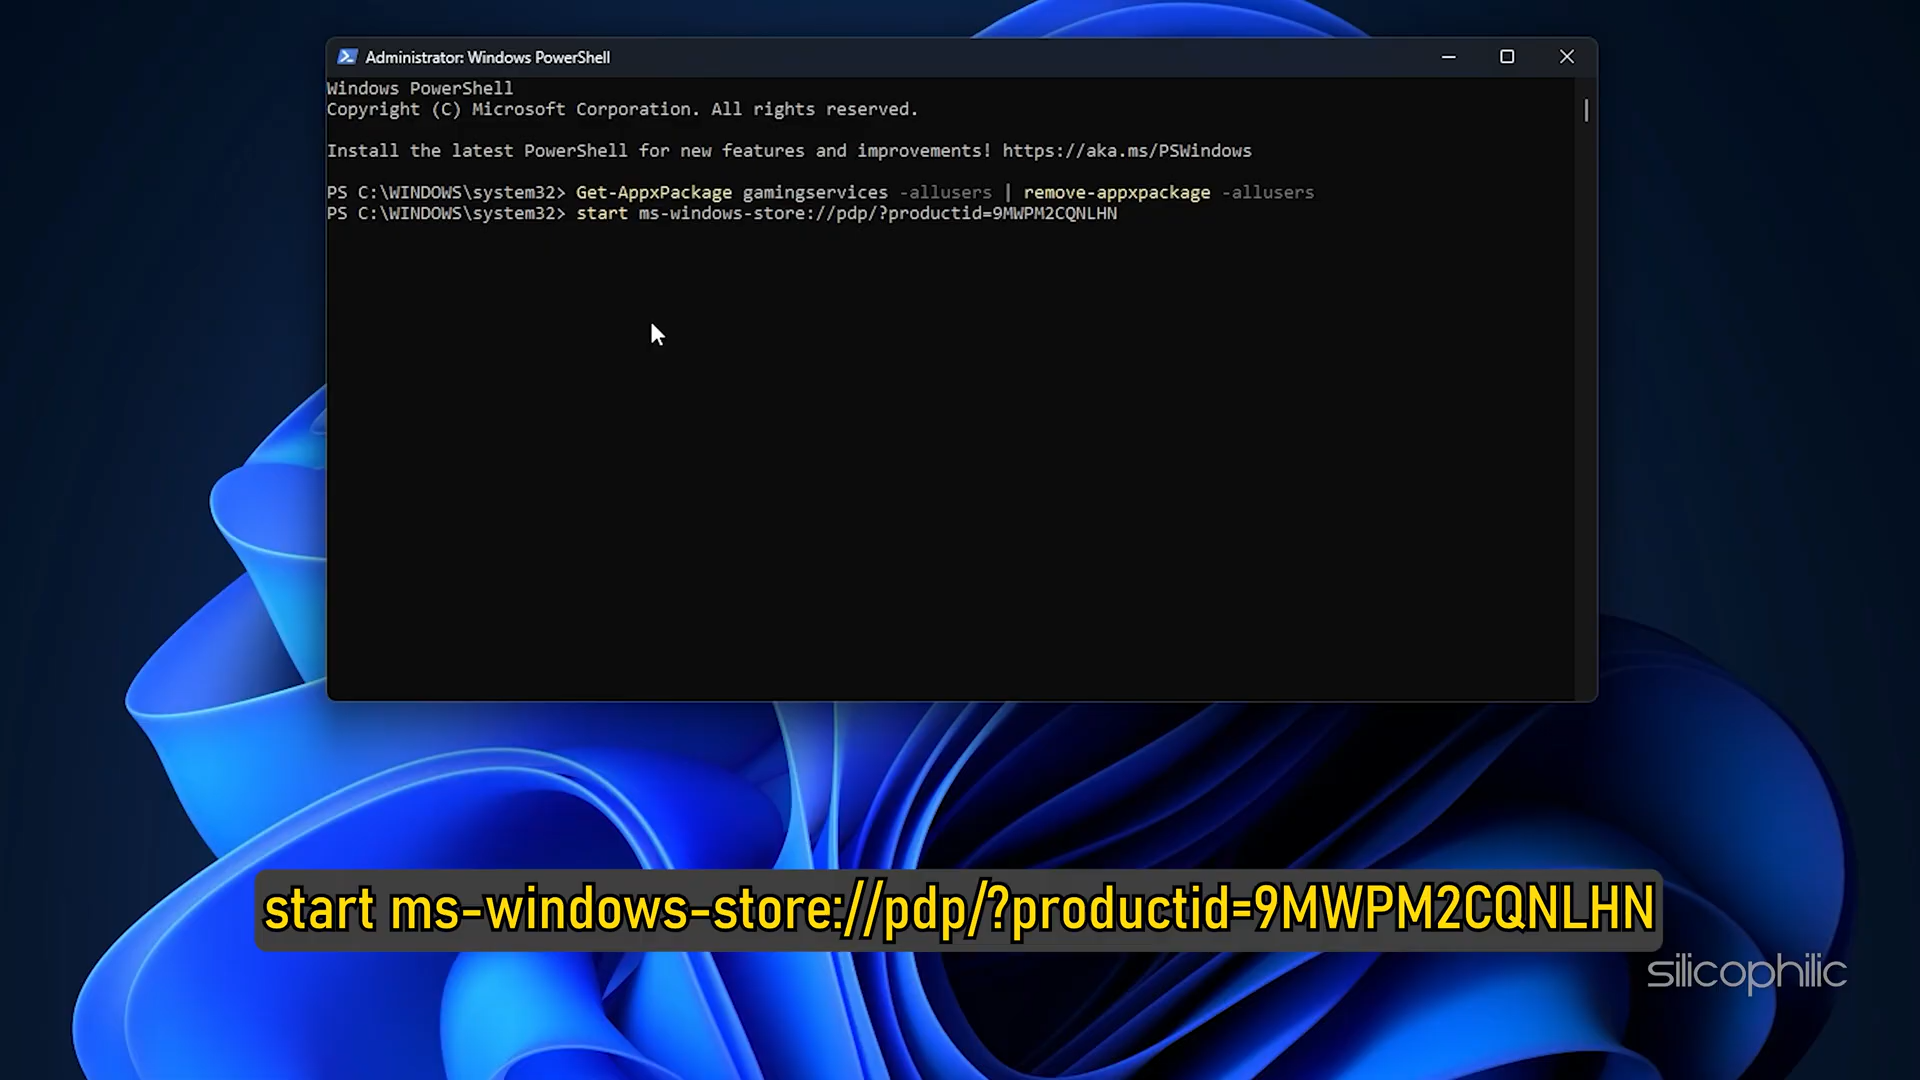 Administrator: Windows PowerShell
Windows PowerShell
Copyright (C) Microsoft Corporation. All rights reserved.
Install the latest PowerShell for new features and improvements! https://aka.ms/PSWindows
PS C:\WINDOWS\system32> Get-AppxPackage gamingservices -allusers | remove-appxpackage -allusers
PS C:\WINDOWS\system32> start ms-windows-store://pdp/?productid=9MWPM2CQNLHN
start ms-windows-store://pdp/?productid=9MWPM2CQNLHN
silicophilic